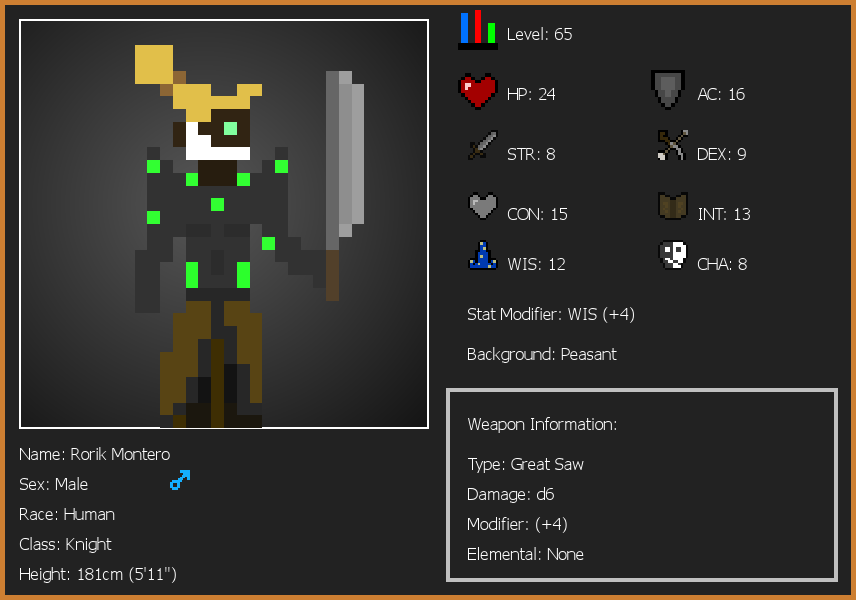 Level: 65
HP: 24
AC: 16
STR: 8
DEX: 9
CON: 15
INT: 13
WIS: 12
CHA: 8
Stat Modifier: WIS (+4)
Background: Peasant
Weapon Information:
Type: Great Saw
Damage: d6
Modifier: (+4)
Elemental: None
Name: Rorik Montero
Sex: Male
Race: Human
Class: Knight
Height: 181cm (5'11")